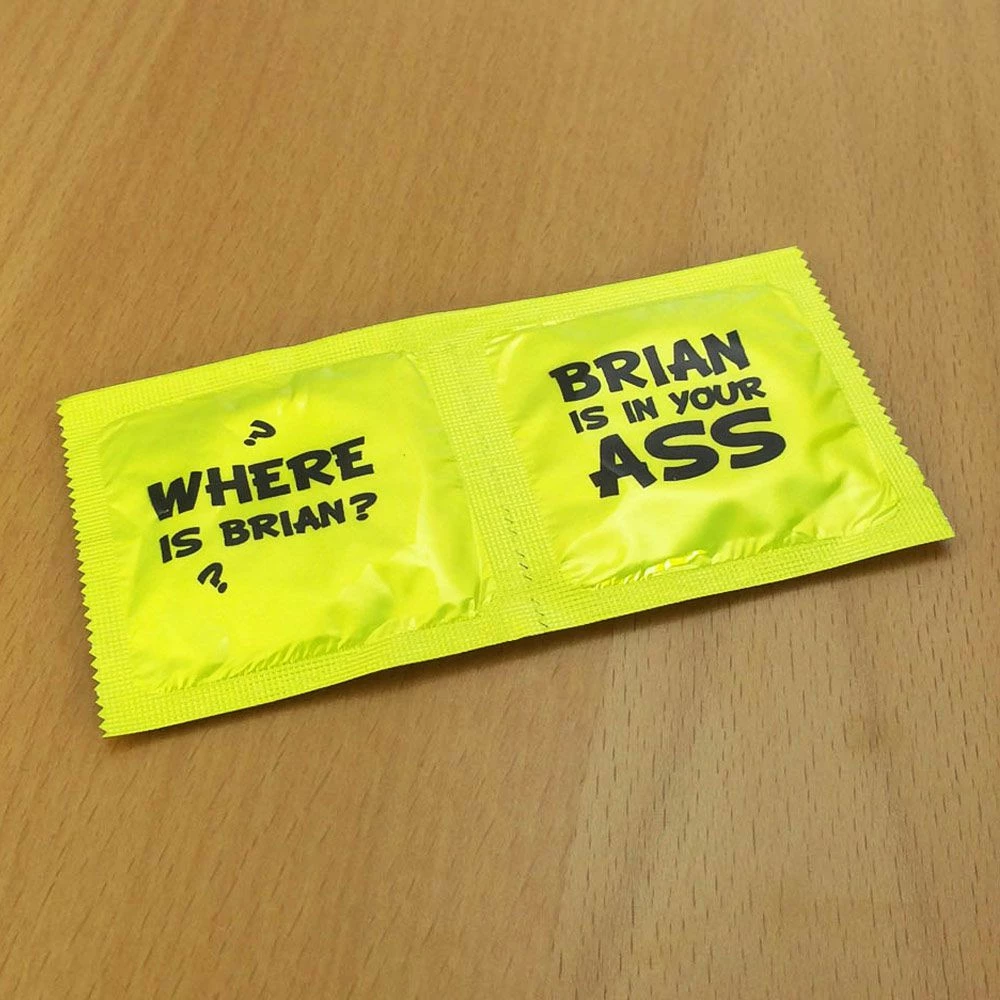 ?
WHERE
IS BRIAN?
?
BRIAN
IS IN YOUR
ASS